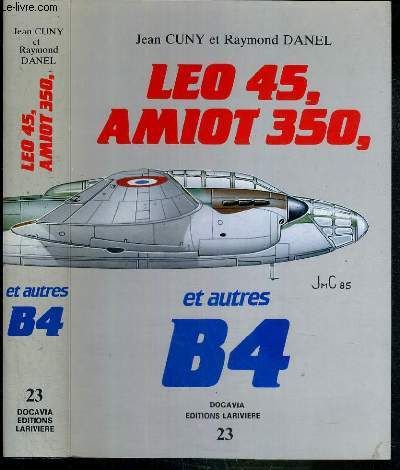 le-livre.com
Jean CUNY
et
Raymond
DANEL
LEO 45,
AMIOT 350,
et autres
B4
23
DOCAVIA
EDITIONS
LARIVIERE
Jean CUNY et Raymond DANEL
LEO 45,
AMIOT 350,
JMC 85
et autres
B4
DOCAVIA
EDITIONS LARIVIERE
23